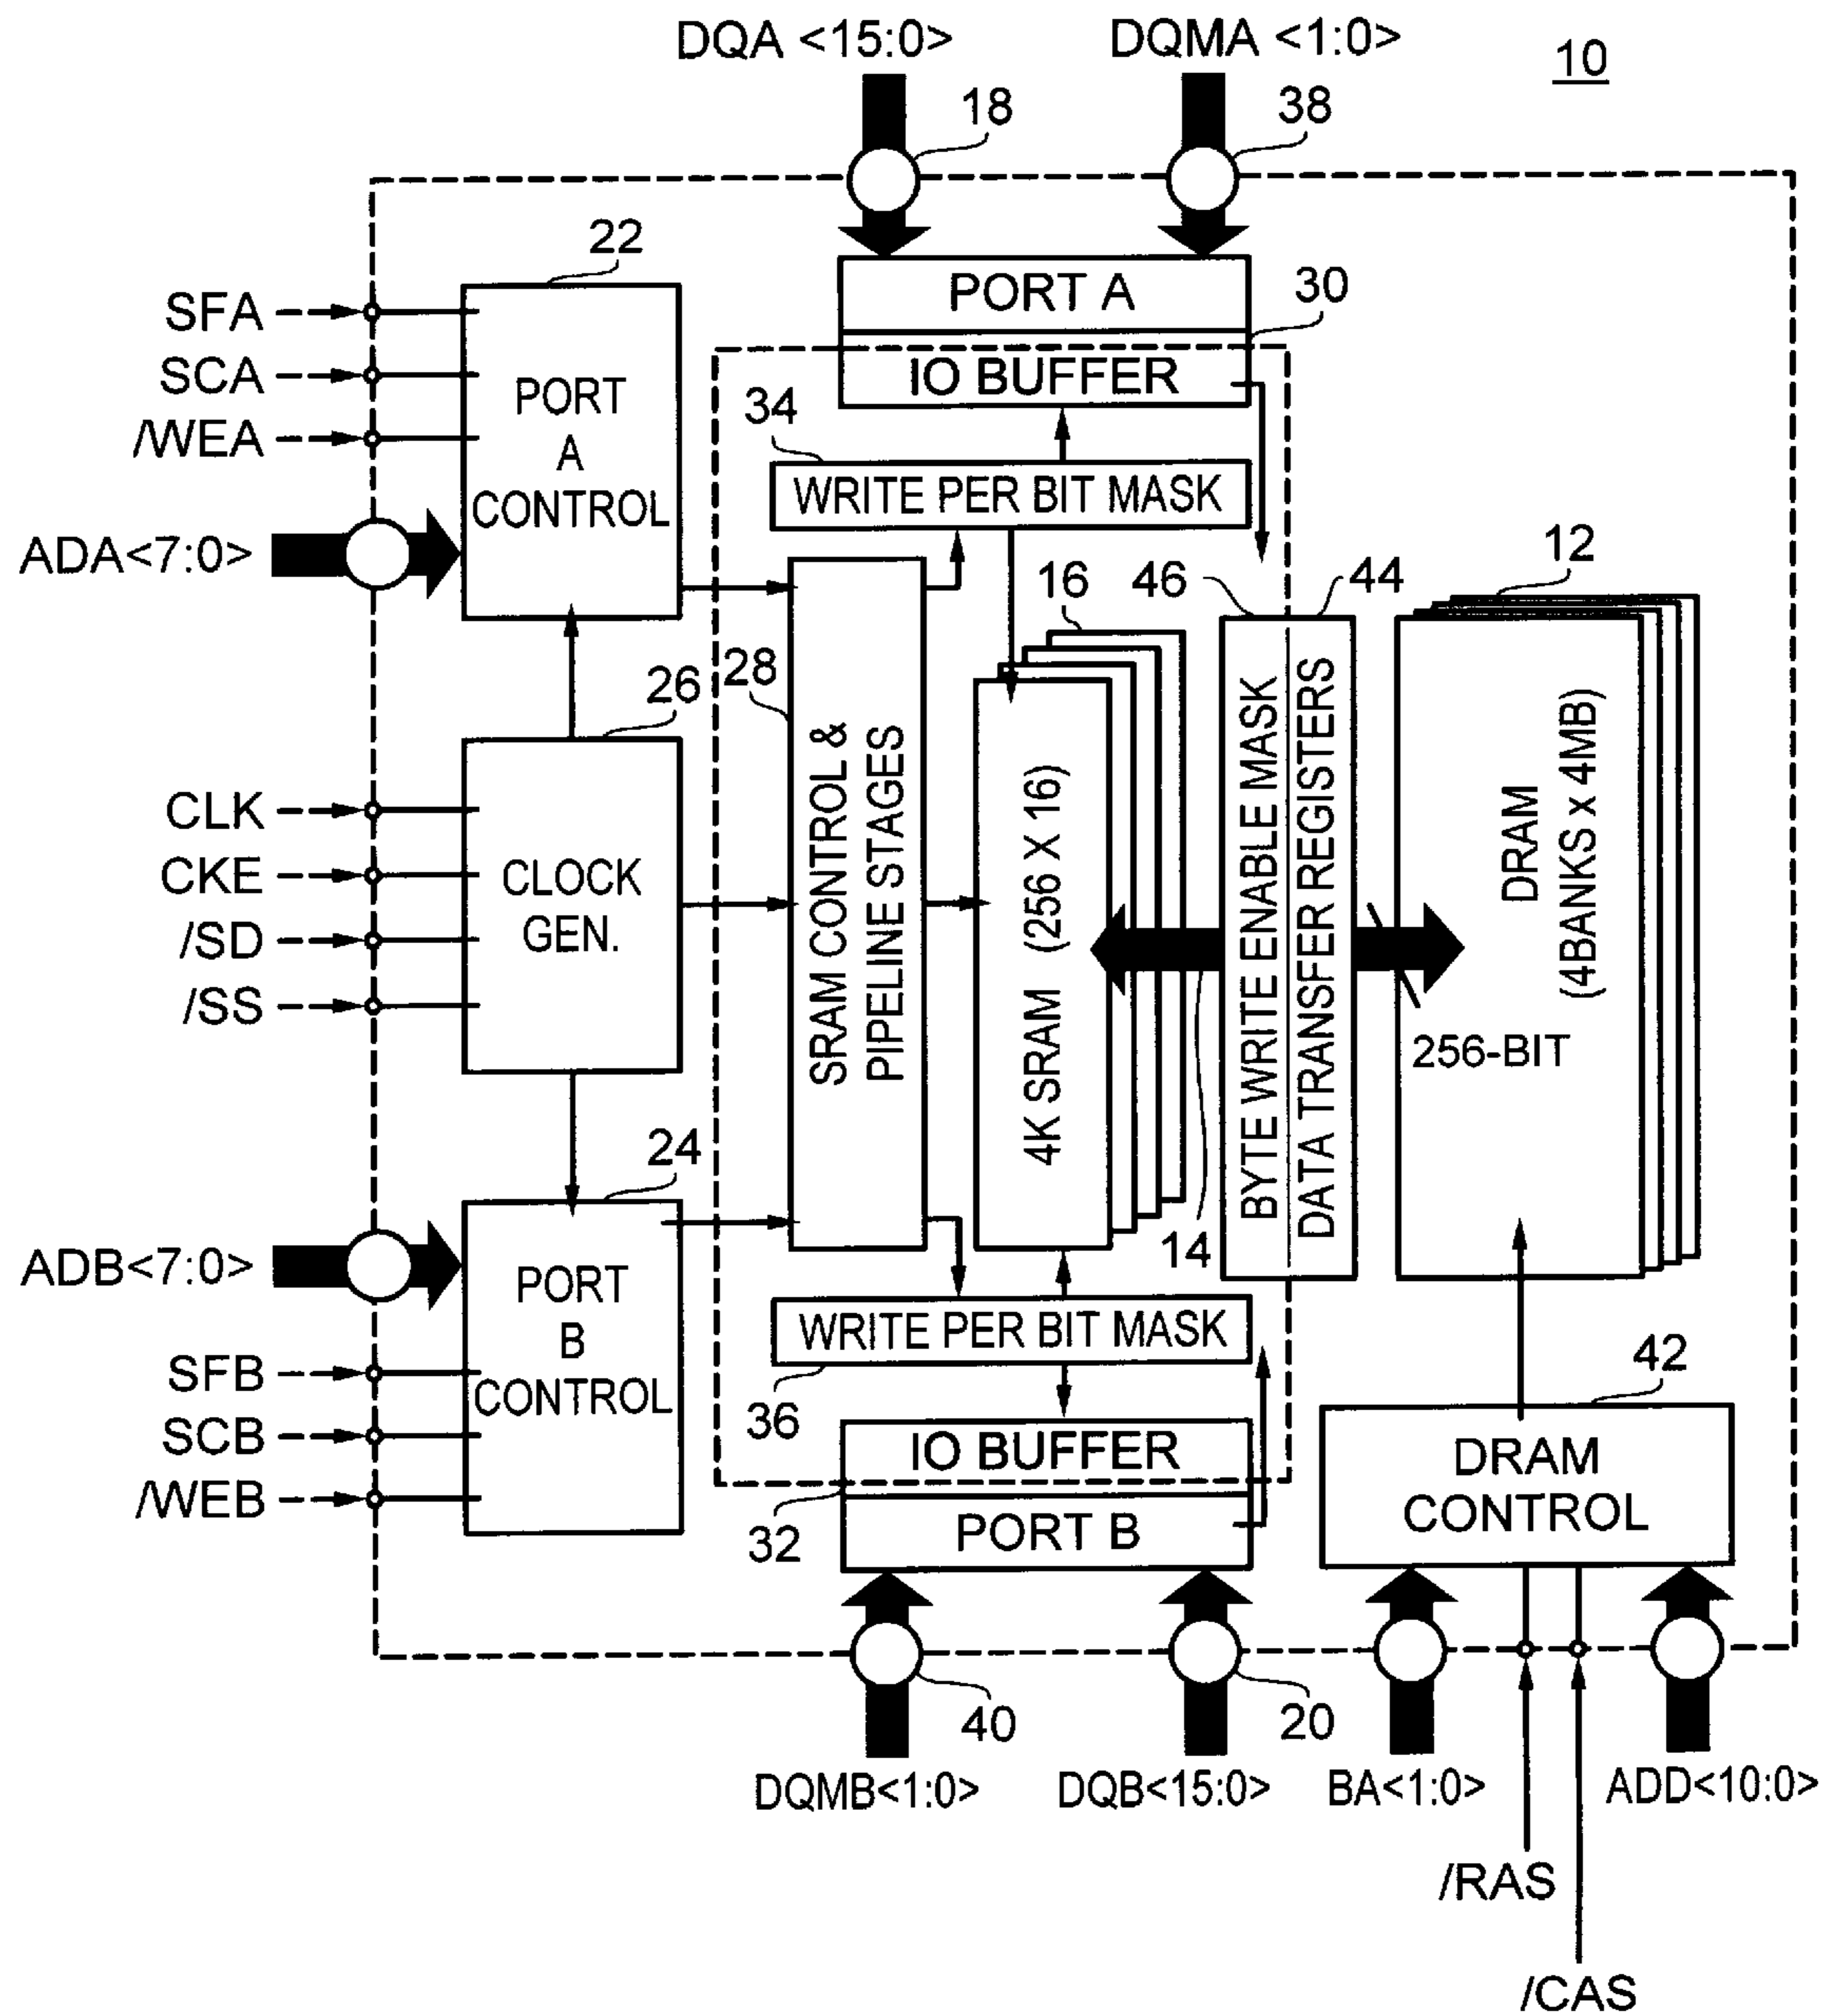 DQA <15:0>
DQMA <1:0>
10
18
38
22
30
PORT A
IO BUFFER
SFA
SCA
/WEA
PORT
A
CONTROL
34
WRITE PER BIT MASK
ADA<7:0>
16
46
44
12
28
26
SRAM CONTROL &
PIPELINE STAGES
4K SRAM (256 X 16)
BYTE WRITE ENABLE MASK
DATA TRANSFER REGISTERS
DRAM
(4BANKS x 4MB)
CLK
CKE
/SD
/SS
CLOCK
GEN.
256-BIT
24
14
ADB<7:0>
PORT
B
CONTROL
WRITE PER BIT MASK
SFB
SCB
/WEB
36
42
IO BUFFER
PORT B
32
DRAM
CONTROL
40
20
DQMB<1:0>
DQB<15:0>
BA<1:0>
ADD<10:0>
/RAS
/CAS